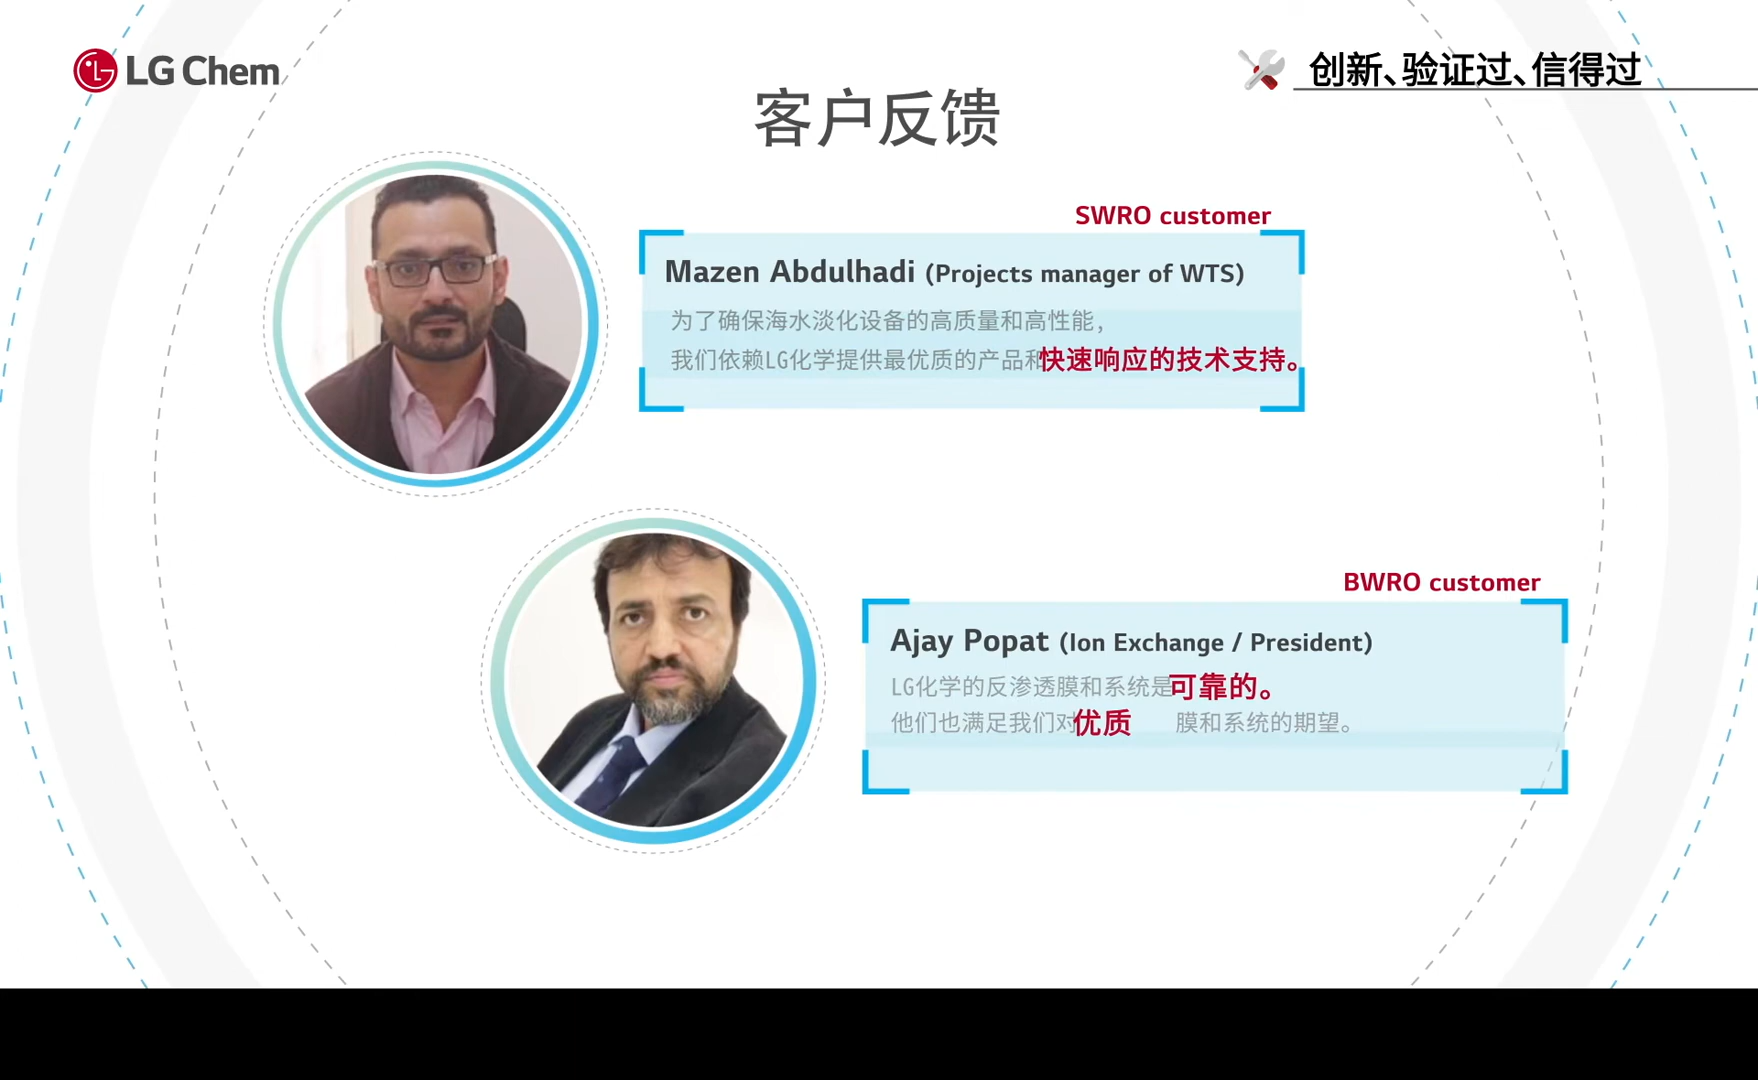 LG Chem
创新、验证过、信得过
客户反馈
SWRO customer
Mazen Abdulhadi (Projects manager of WTS)
为了确保海水淡化设备的高质量和高性能，
我们依赖LG化学提供最优质的产品和快速响应的技术支持。
BWRO customer
Ajay Popat (Ion Exchange / President)
LG化学的反渗透膜和系统是可靠的。
他们也满足我们对优质 膜和系统的期望。